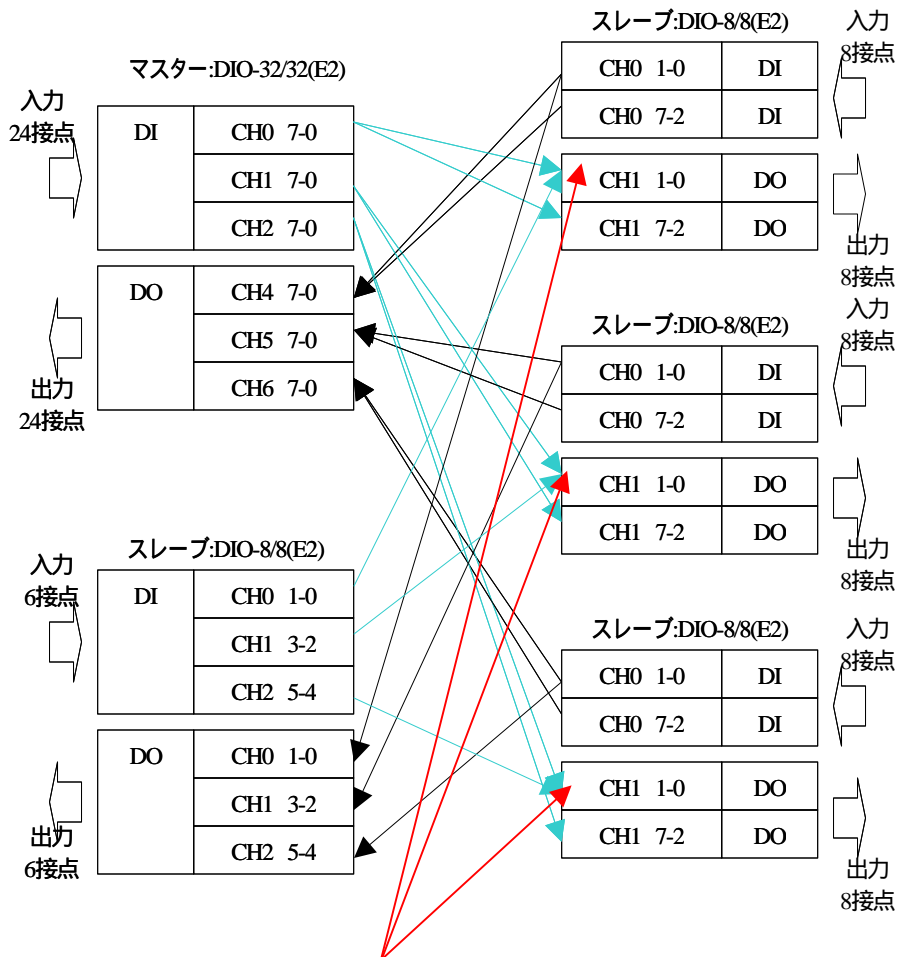 マスター:DIO-32/32(E2)
入力
24接点
DI
CH0 7-0
CH1 7-0
CH2 7-0
DO
CH4 7-0
CH5 7-0
CH6 7-0
出力
24接点
スレーブ:DIO-8/8(E2)
入力
6接点
DI
CH0 1-0
CH1 3-2
CH2 5-4
DO
CH0 1-0
CH1 3-2
CH2 5-4
出力
6接点
スレーブ:DIO-8/8(E2)
入力
8接点
CH0 1-0 DI
CH0 7-2 DI
CH1 1-0 DO
CH1 7-2 DO
出力
8接点
スレーブ:DIO-8/8(E2)
入力
8接点
CH0 1-0 DI
CH0 7-2 DI
CH1 1-0 DO
CH1 7-2 DO
出力
8接点
スレーブ:DIO-8/8(E2)
入力
8接点
CH0 1-0 DI
CH0 7-2 DI
CH1 1-0 DO
CH1 7-2 DO
出力
8接点